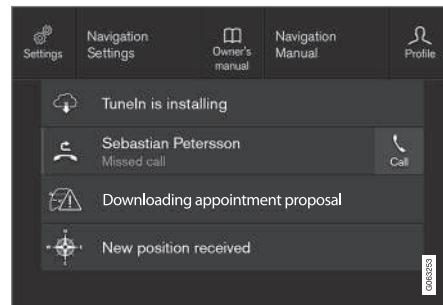 Settings
Navigation
Settings
Owner's
manual
Navigation
Manual
Profile
TuneIn is installing
Sebastian Petersson
Missed call
Call
Downloading appointment proposal
New position received
G063253